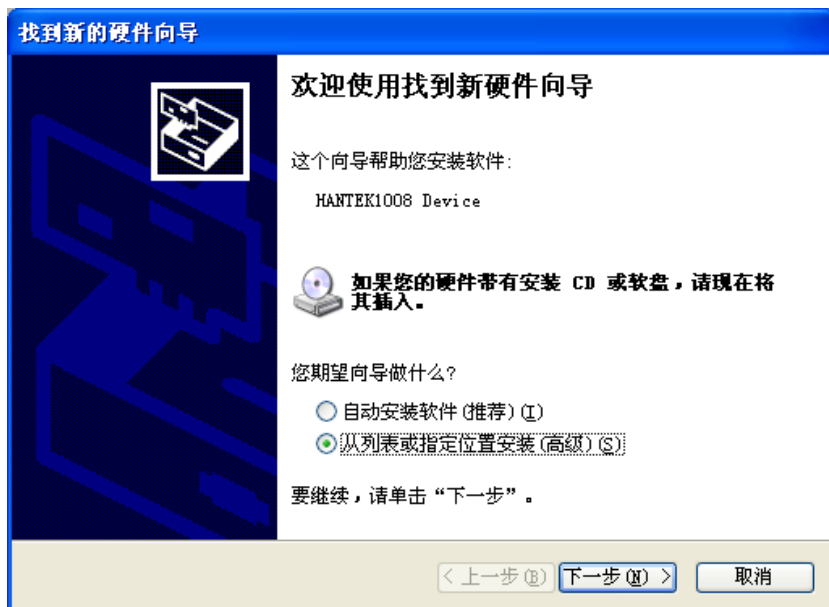 找到新的硬件向导
欢迎使用找到新硬件向导
这个向导帮助您安装软件:
HANTEK1008 Device
如果您的硬件带有安装 CD 或软盘，请现在将
其插入。
您期望向导做什么?
自动安装软件(推荐)(I)
从列表或指定位置安装(高级)(S)
要继续，请单击“下一步”。
< 上一步(B)
下一步(N) >
取消